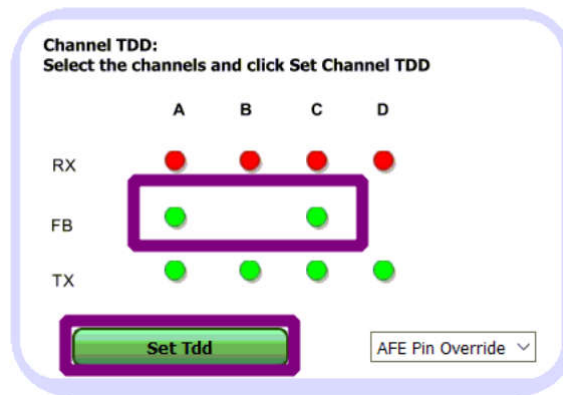 Channel TDD:
Select the channels and click Set Channel TDD
A B C D
RX
FB
TX
Set Tdd AFE Pin Override